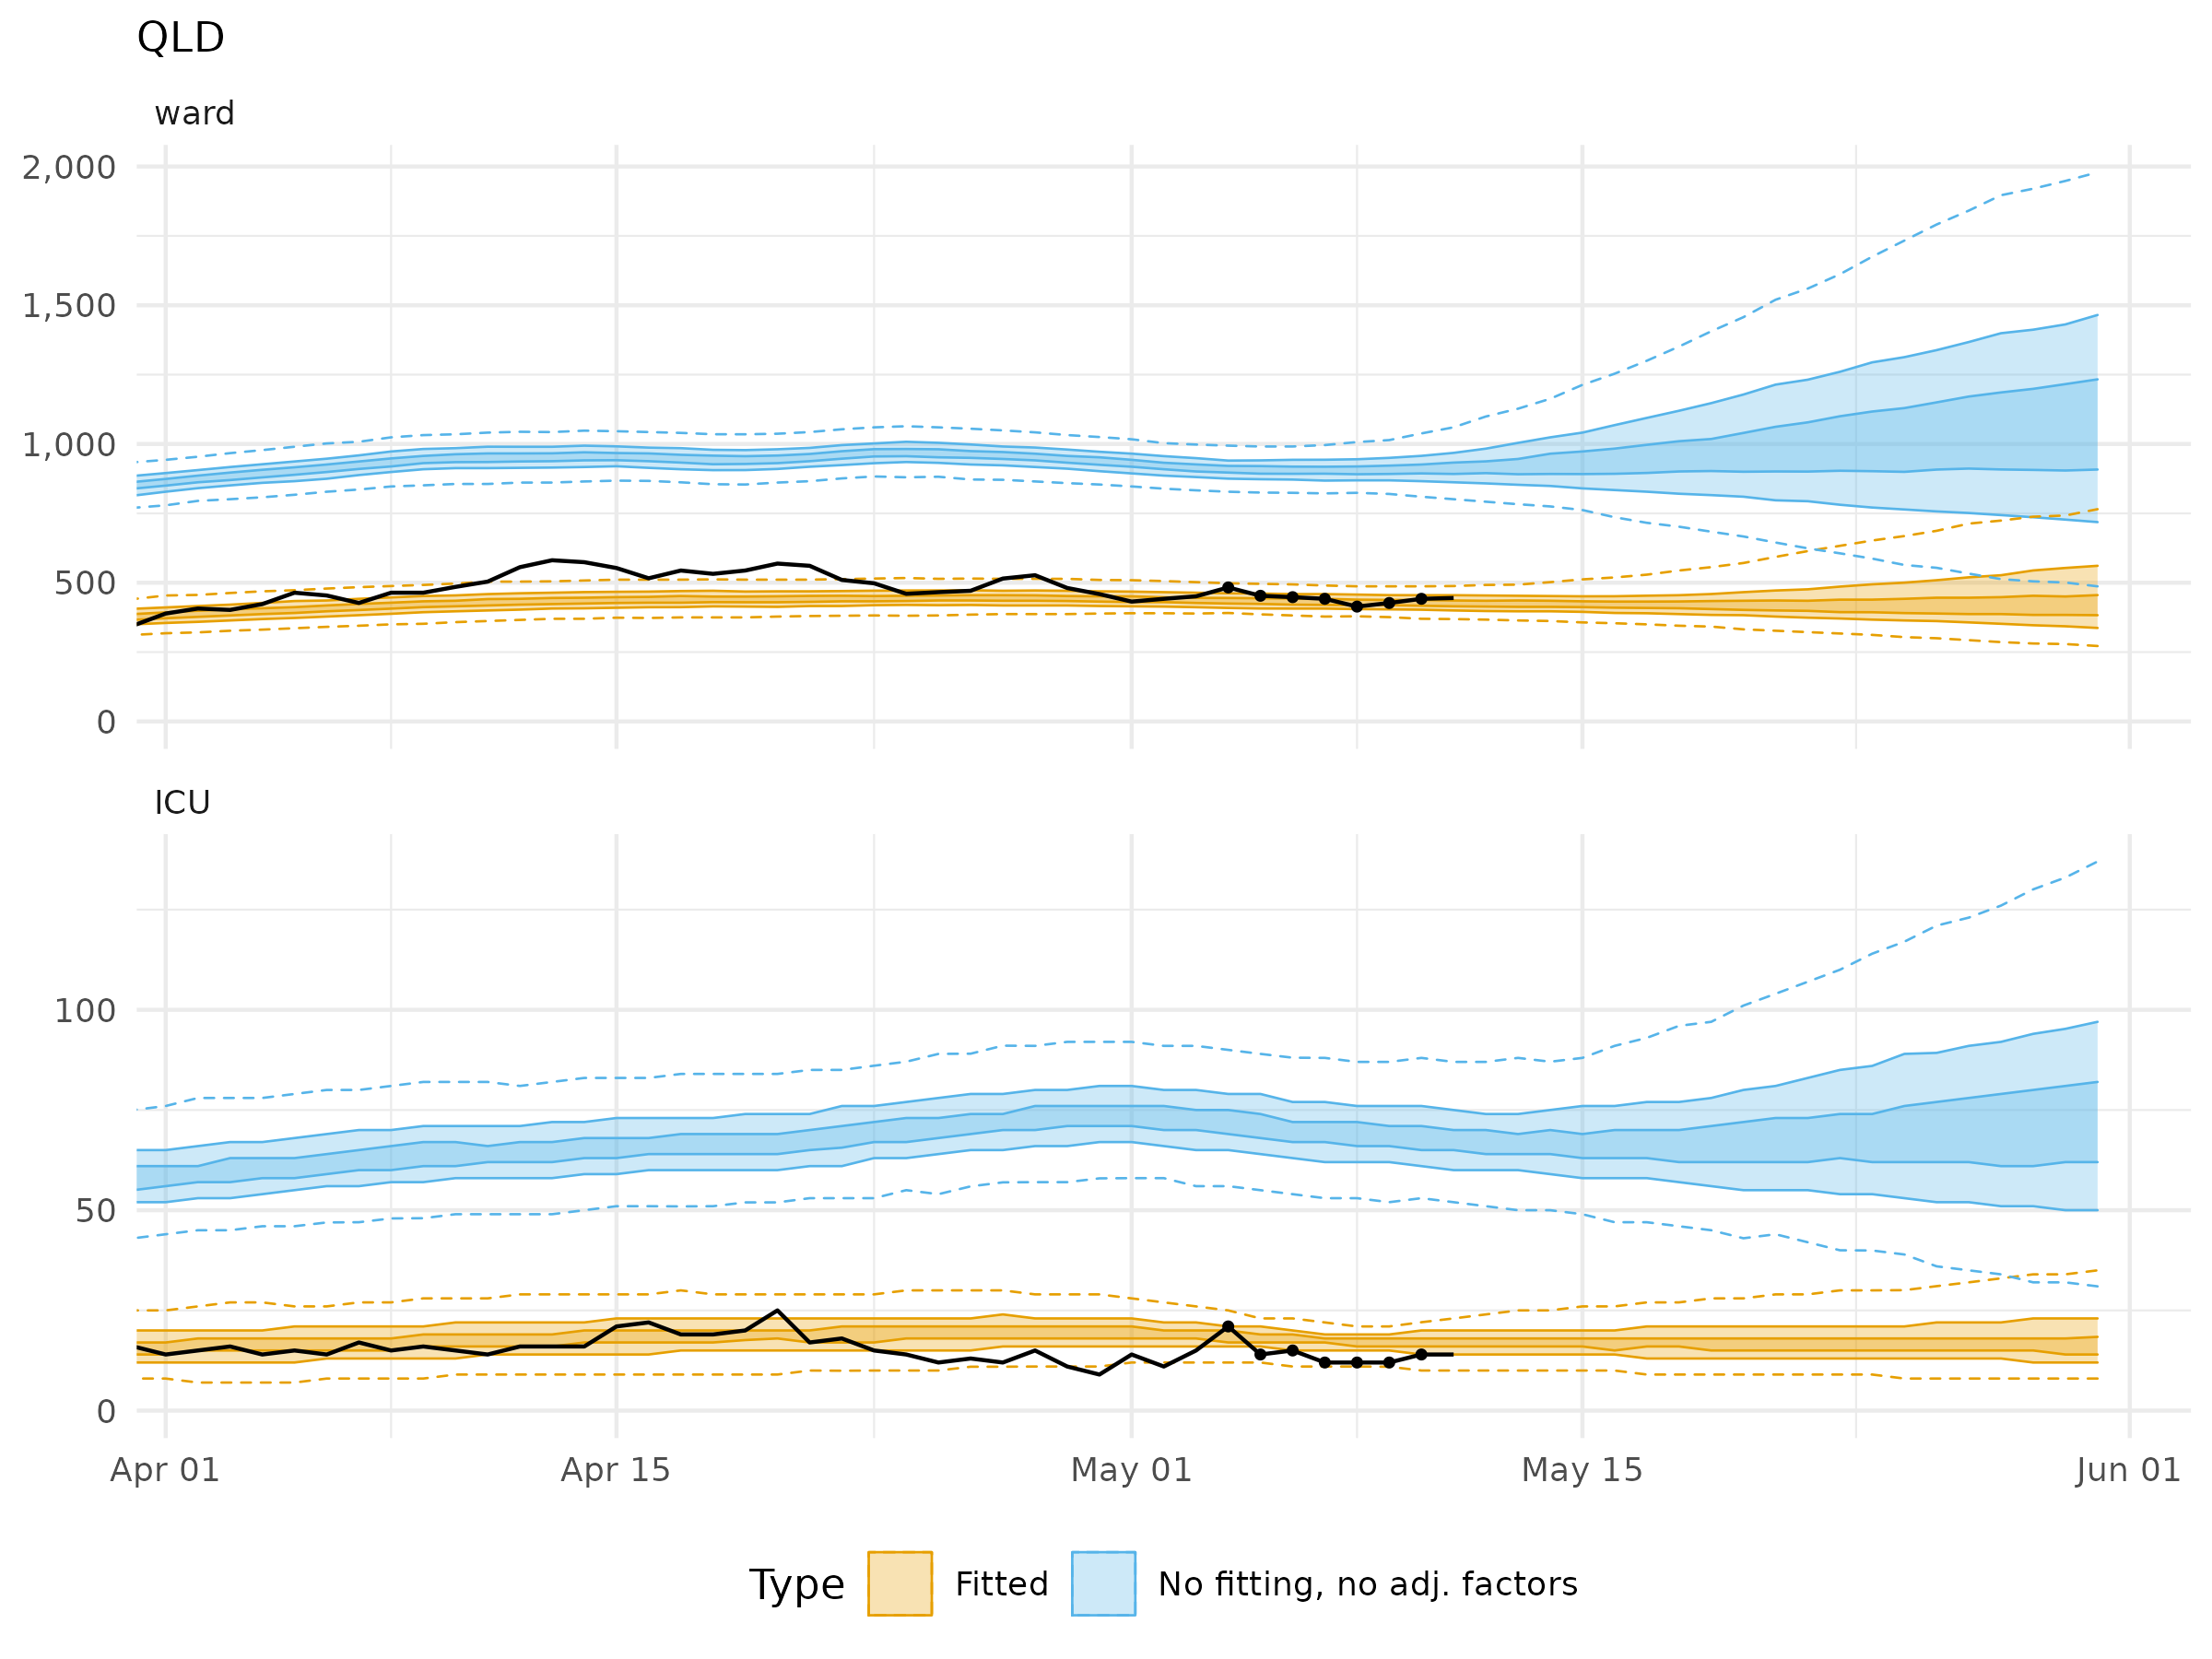 QLD
ward
2,000
1,500
1,000
500
0
ICU
100
50
0
Apr 01 Apr 15 May 01 May 15 Jun 01
Type Fitted No fitting, no adj. factors